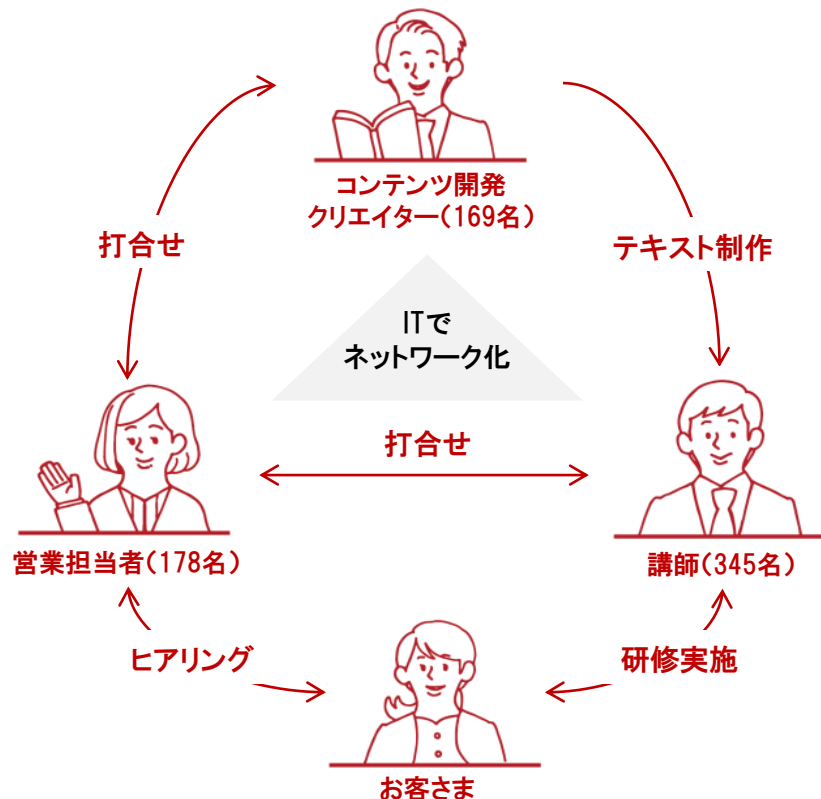 コンテンツ開発
クリエイター(169名)
打合せ
テキスト制作
ITで
ネットワーク化
打合せ
営業担当者(178名)
講師(345名)
ヒアリング
研修実施
お客さま